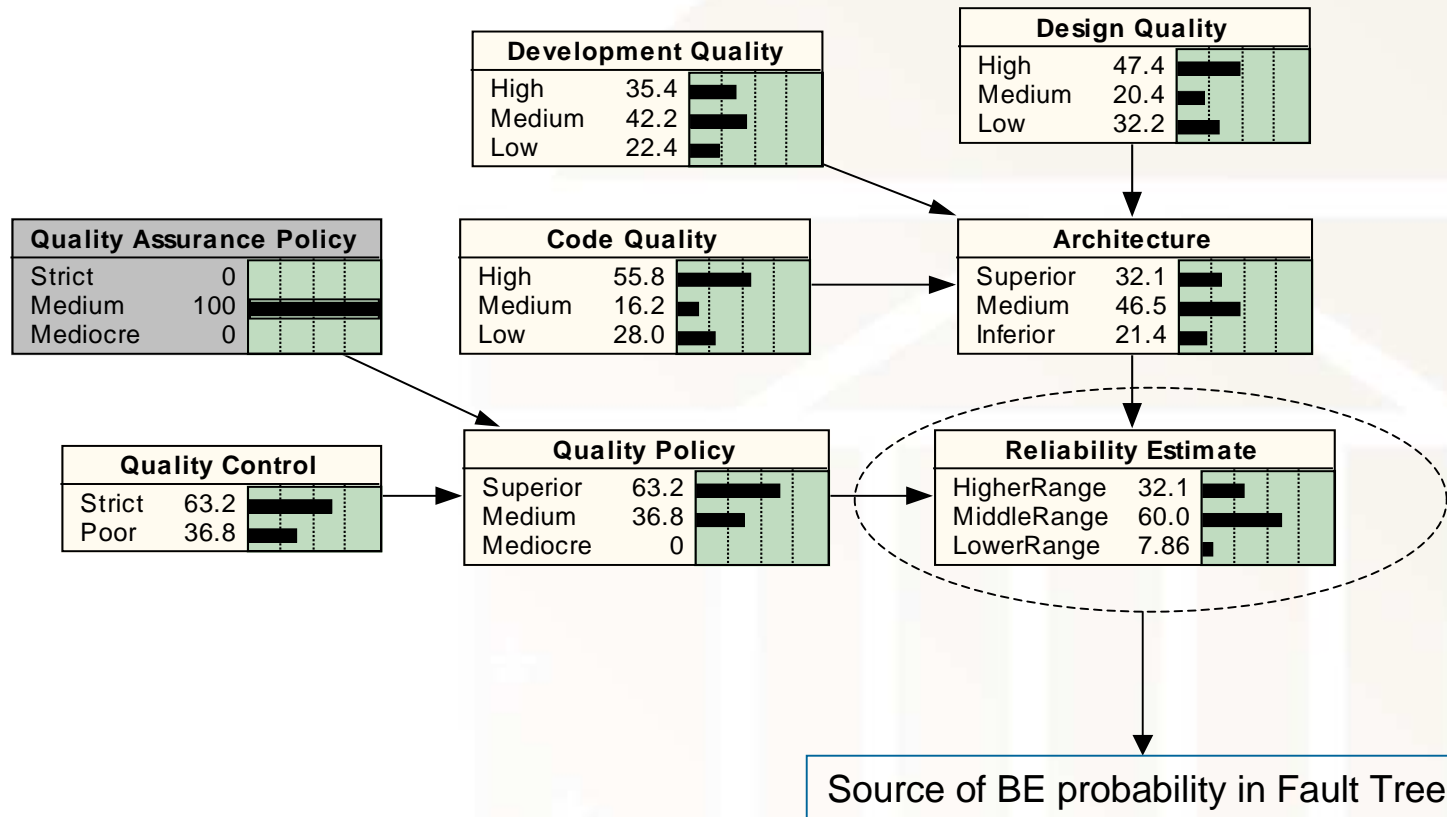 Development Quality
High 35.4
Medium 42.2
Low 22.4
Design Quality
High 47.4
Medium 20.4
Low 32.2
Quality Assurance Policy
Strict 0
Medium 100
Mediocre 0
Code Quality
High 55.8
Medium 16.2
Low 28.0
Architecture
Superior 32.1
Medium 46.5
Inferior 21.4
Quality Control
Strict 63.2
Poor 36.8
Quality Policy
Superior 63.2
Medium 36.8
Mediocre 0
Reliability Estimate
HigherRange 32.1
MiddleRange 60.0
LowerRange 7.86
Source of BE probability in Fault Tree